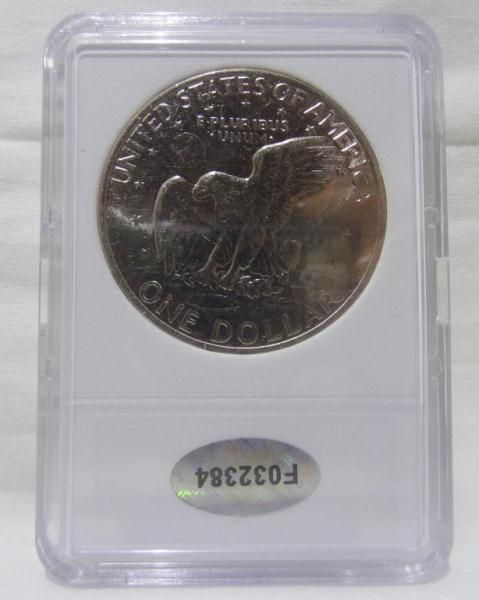 UNITED STATES OF AMERICA
E·PLURIBUS
UNUM
ONE DOLLAR
F032384